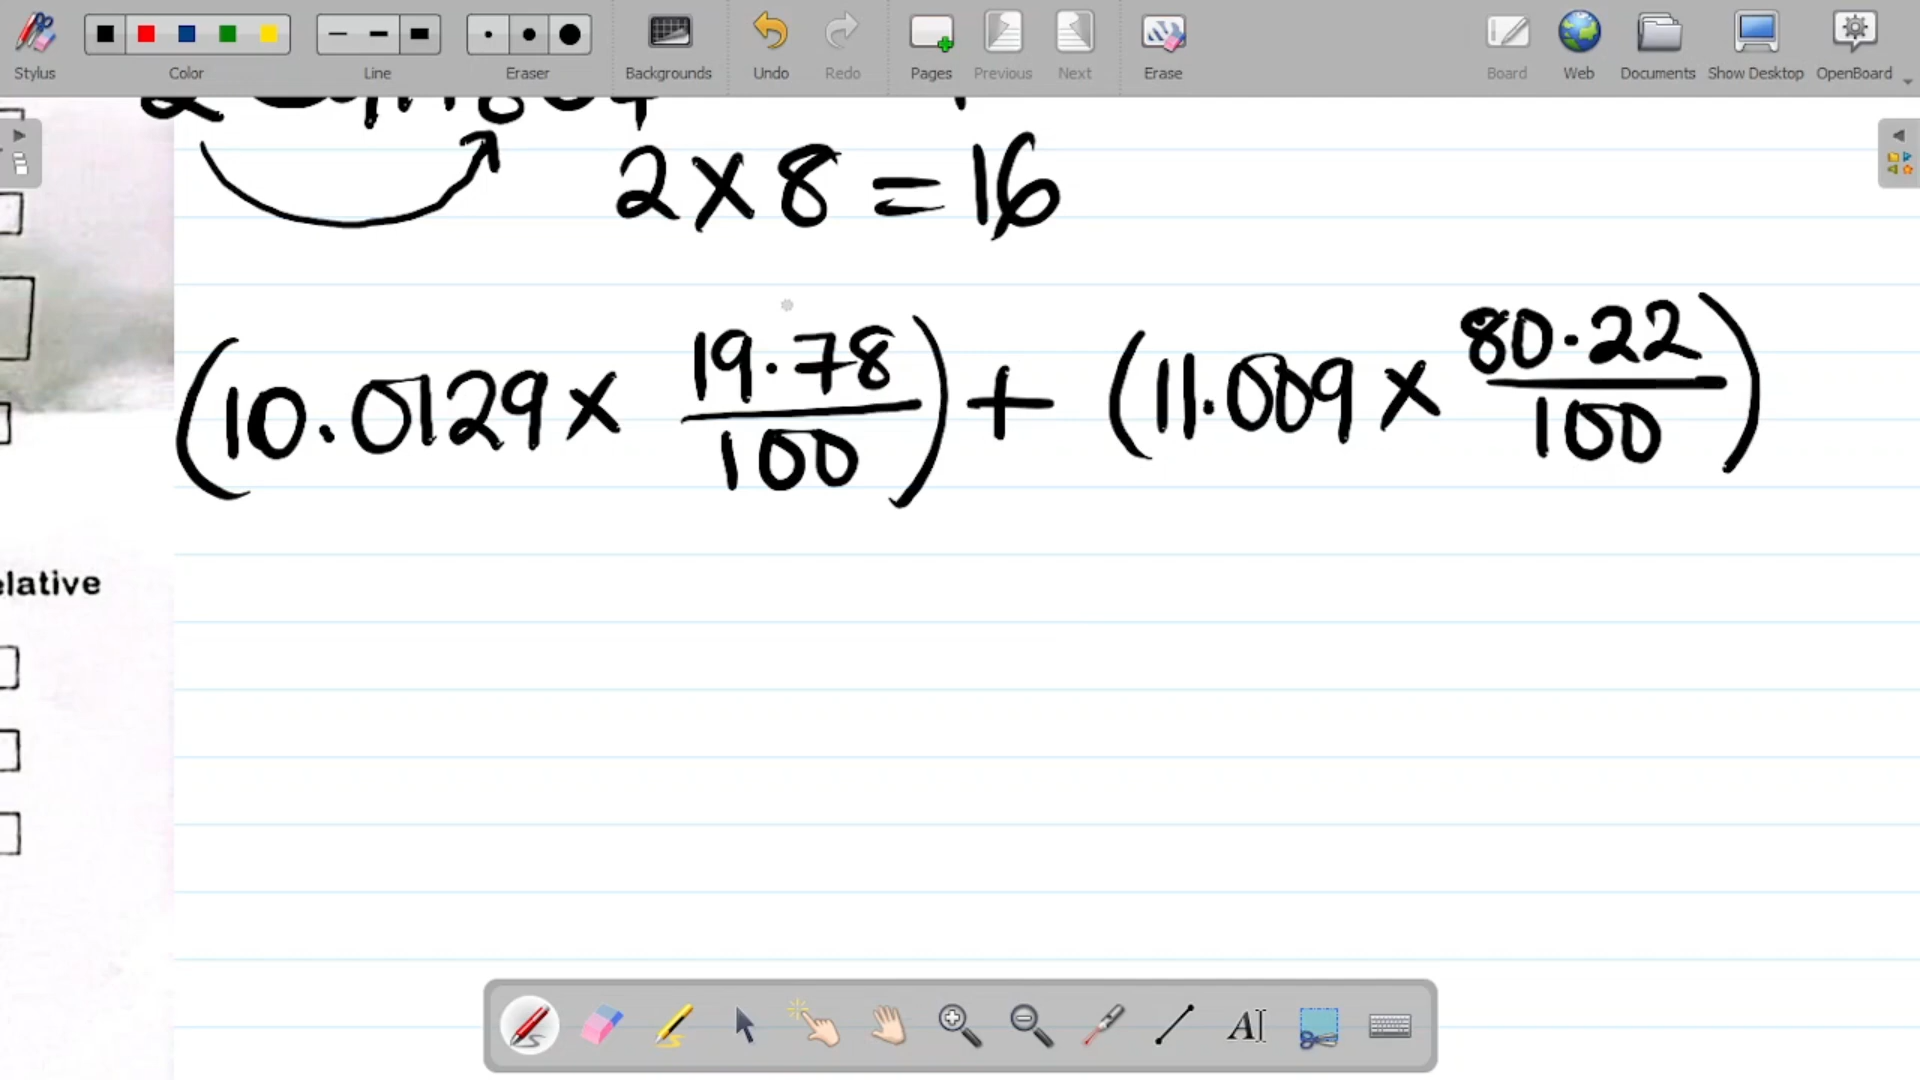 Stylus Color Line Eraser Backgrounds Undo Redo Pages Previous Next Erase Board Web Documents Show Desktop OpenBoard
2 × 8 = 16
(10.0129 × 19.78/100) + (11.009 × 80.22/100)
elative